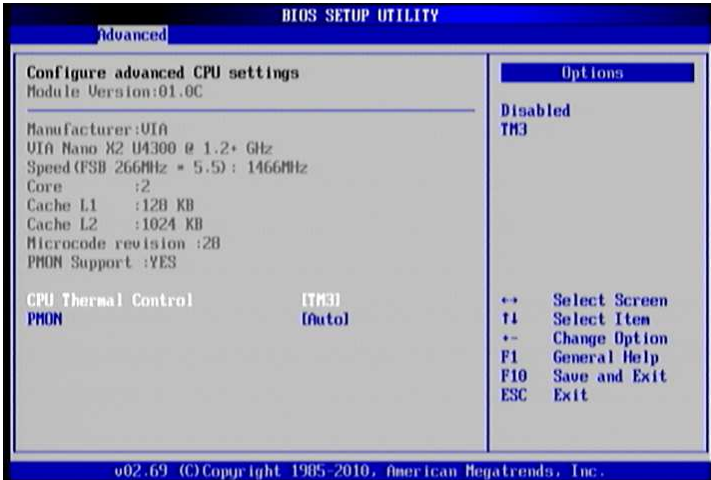 BIOS SETUP UTILITY
Advanced
Configure advanced CPU settings
Module Version:01.0C
Manufacturer:VIA
VIA Nano X2 U4300 @ 1.2+ GHz
Speed(FSB 266MHz * 5.5): 1466MHz
Core :2
Cache L1 :128 KB
Cache L2 :1024 KB
Microcode revision :28
PMON Support :YES
CPU Thermal Control [TM3]
PMON [Auto]
Options
Disabled
TM3
↔ Select Screen
↑↓ Select Item
+- Change Option
F1 General Help
F10 Save and Exit
ESC Exit
v02.69 (C)Copyright 1985-2010, American Megatrends, Inc.